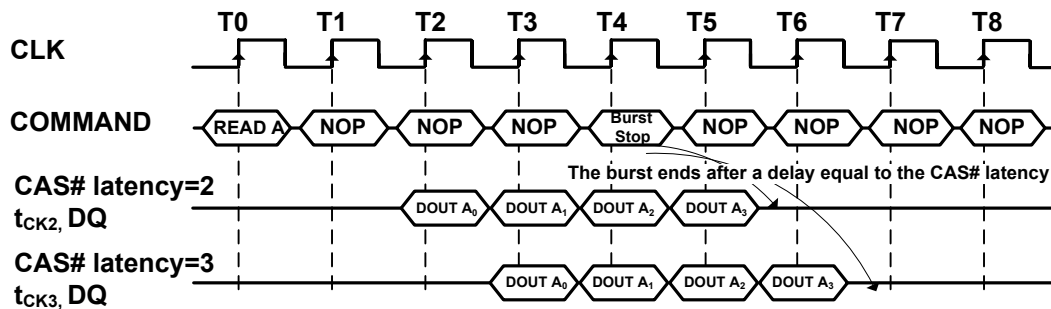 T0 T1 T2 T3 T4 T5 T6 T7 T8
CLK
COMMAND
READ A NOP NOP NOP Burst Stop NOP NOP NOP NOP
The burst ends after a delay equal to the CAS# latency
CAS# latency=2
tCK2, DQ
DOUT A0 DOUT A1 DOUT A2 DOUT A3
CAS# latency=3
tCK3, DQ
DOUT A0 DOUT A1 DOUT A2 DOUT A3